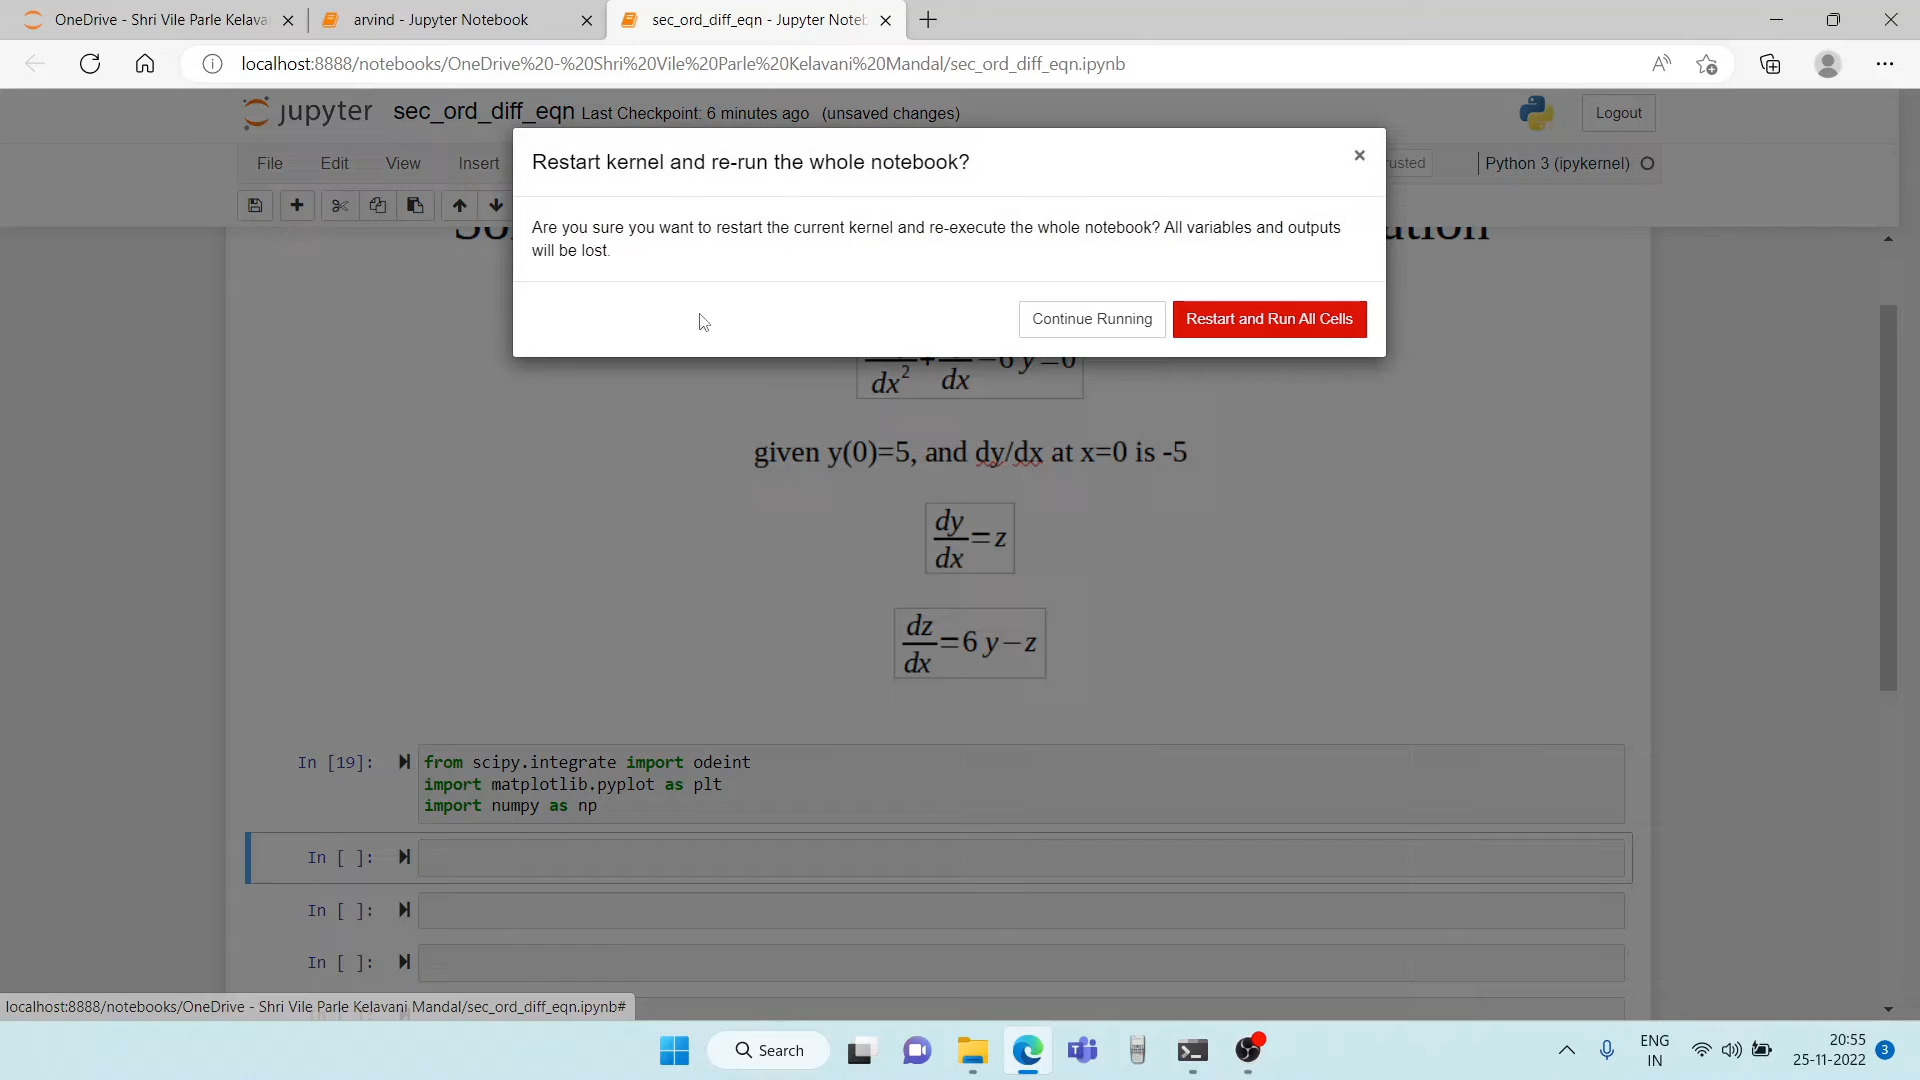 OneDrive - Shri Vile Parle Kelava
arvind - Jupyter Notebook
sec_ord_diff_eqn - Jupyter Noteb
localhost:8888/notebooks/OneDrive%20-%20Shri%20Vile%20Parle%20Kelavani%20Mandal/sec_ord_diff_eqn.ipynb
jupyter sec_ord_diff_eqn Last Checkpoint: 6 minutes ago (unsaved changes)
Logout
File Edit View Insert
rusted
Python 3 (ipykernel)
Restart kernel and re-run the whole notebook?
Are you sure you want to restart the current kernel and re-execute the whole notebook? All variables and outputs
will be lost.
Continue Running
Restart and Run All Cells
dx² + dx −6 y=0
given y(0)=5, and dy/dx at x=0 is -5
dy/dx=z
dz/dx=6 y−z
In [19]: from scipy.integrate import odeint
import matplotlib.pyplot as plt
import numpy as np
In [ ]:
In [ ]:
In [ ]:
localhost:8888/notebooks/OneDrive - Shri Vile Parle Kelavani Mandal/sec_ord_diff_eqn.ipynb#
Search
ENG
IN
20:55
25-11-2022
3